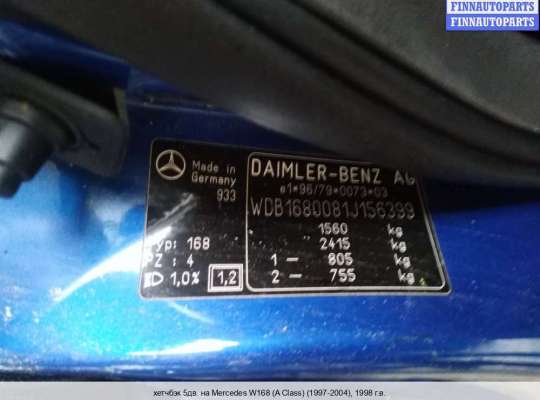 FINNAUTOPARTS
FINNAUTOPARTS
Made in
Germany
933
DAIMLER-BENZ AG
e1*96/79*0073*03
WDB1680081J156399
1560 kg
2415 kg
1 — 805 kg
2 — 755 kg
Typ: 168
PZ : 4
1,0% 1,2
хетчбэк 5дв. на Mercedes W168 (A Class) (1997-2004), 1998 г.в.